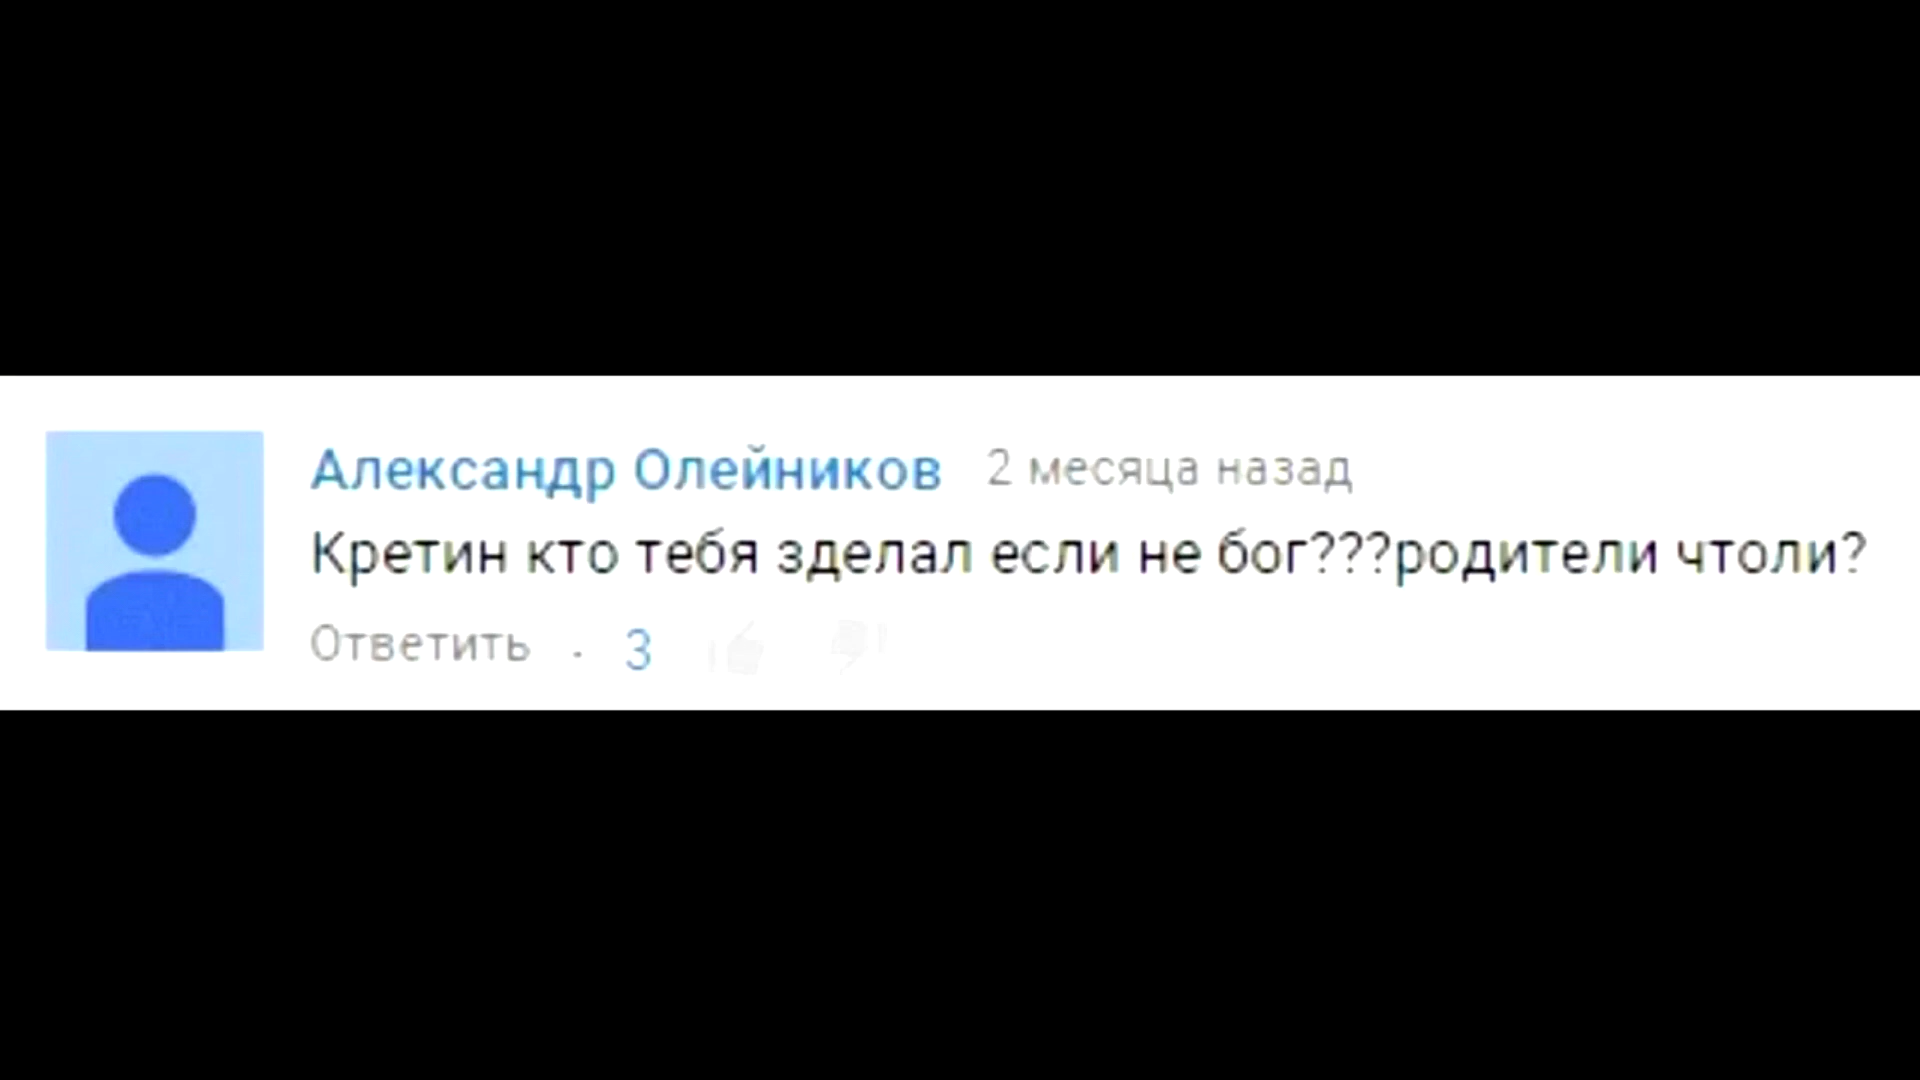 Александр Олейников 2 месяца назад
Кретин кто тебя зделал если не бог???родители чтоли?
Ответить · 3